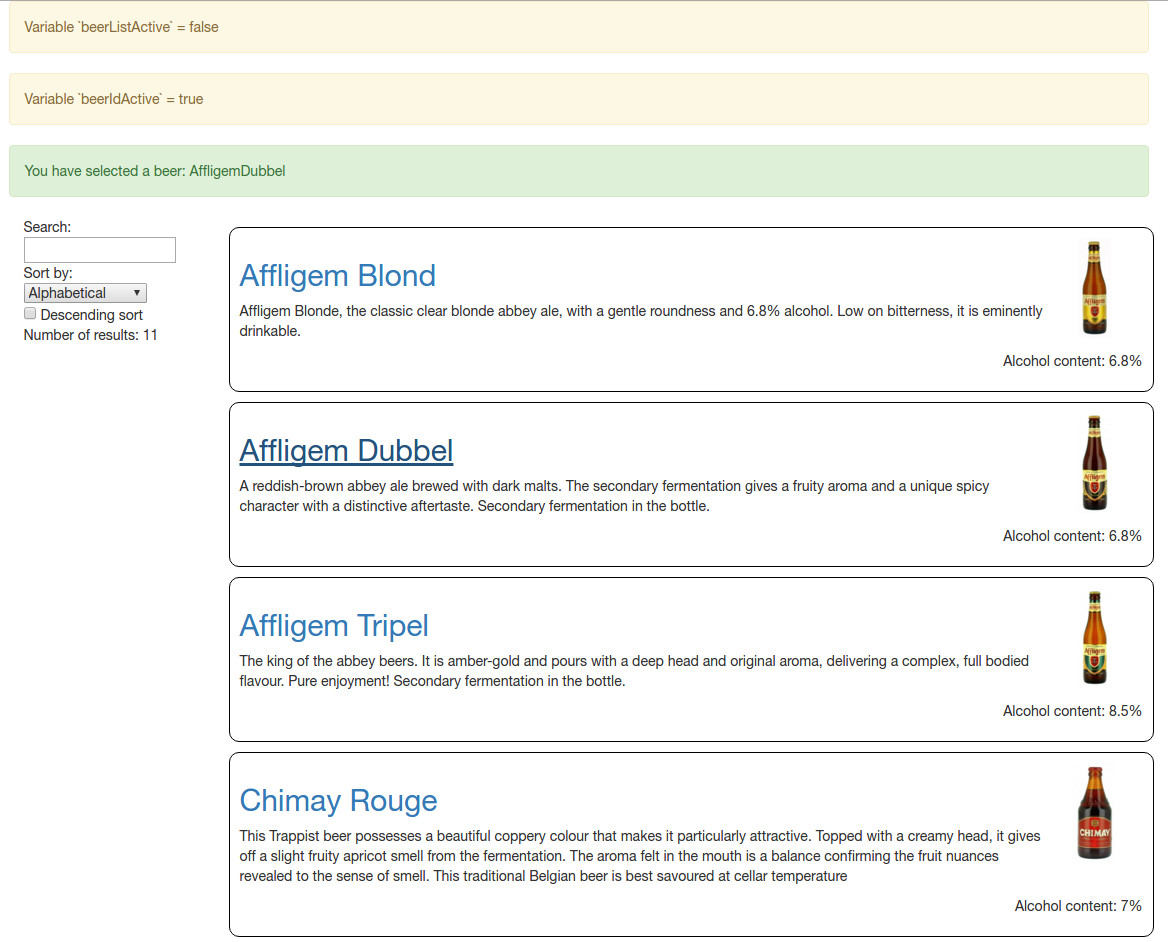 Variable `beerListActive` = false
Variable `beerIdActive` = true
You have selected a beer: AffligemDubbel
Search:
Sort by:
Alphabetical
Descending sort
Number of results: 11
Affligem Blond
Affligem Blonde, the classic clear blonde abbey ale, with a gentle roundness and 6.8% alcohol. Low on bitterness, it is eminently
drinkable.
Affligem
Alcohol content: 6.8%
Affligem Dubbel
A reddish-brown abbey ale brewed with dark malts. The secondary fermentation gives a fruity aroma and a unique spicy
character with a distinctive aftertaste. Secondary fermentation in the bottle.
Affligem
Alcohol content: 6.8%
Affligem Tripel
The king of the abbey beers. It is amber-gold and pours with a deep head and original aroma, delivering a complex, full bodied
flavour. Pure enjoyment! Secondary fermentation in the bottle.
Affligem
Alcohol content: 8.5%
Chimay Rouge
This Trappist beer possesses a beautiful coppery colour that makes it particularly attractive. Topped with a creamy head, it gives
off a slight fruity apricot smell from the fermentation. The aroma felt in the mouth is a balance confirming the fruit nuances
revealed to the sense of smell. This traditional Belgian beer is best savoured at cellar temperature
CHIMAY
Alcohol content: 7%